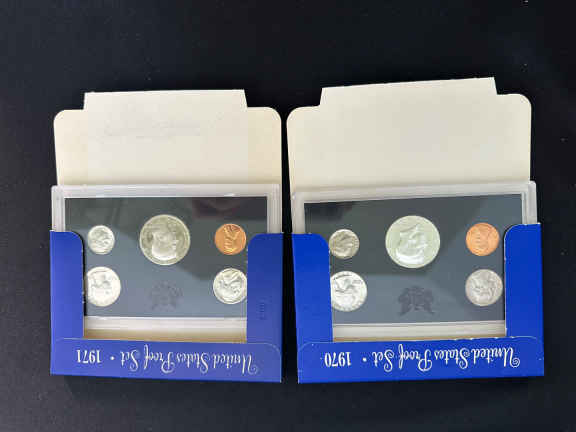 United States Proof Set • 1971
United States Proof Set • 1970